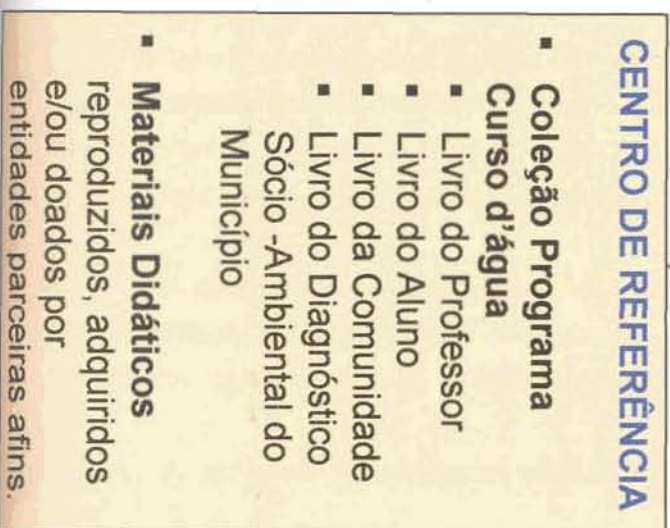 CENTRO DE REFERÊNCIA
▪ Coleção Programa
Curso d'água
▪ Livro do Professor
▪ Livro do Aluno
▪ Livro da Comunidade
▪ Livro do Diagnóstico
Sócio -Ambiental do
Município
▪ Materiais Didáticos
reproduzidos, adquiridos
e/ou doados por
entidades parceiras afins.